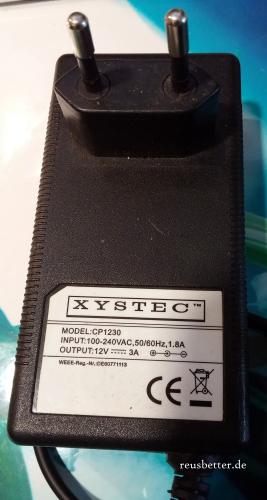 XYSTEC™
MODEL:CP1230
INPUT:100-240VAC,50/60Hz,1.8A
OUTPUT:12V⎓3A
WEEE-Reg.-Nr.:DE60771113
CE
reusbetter.de